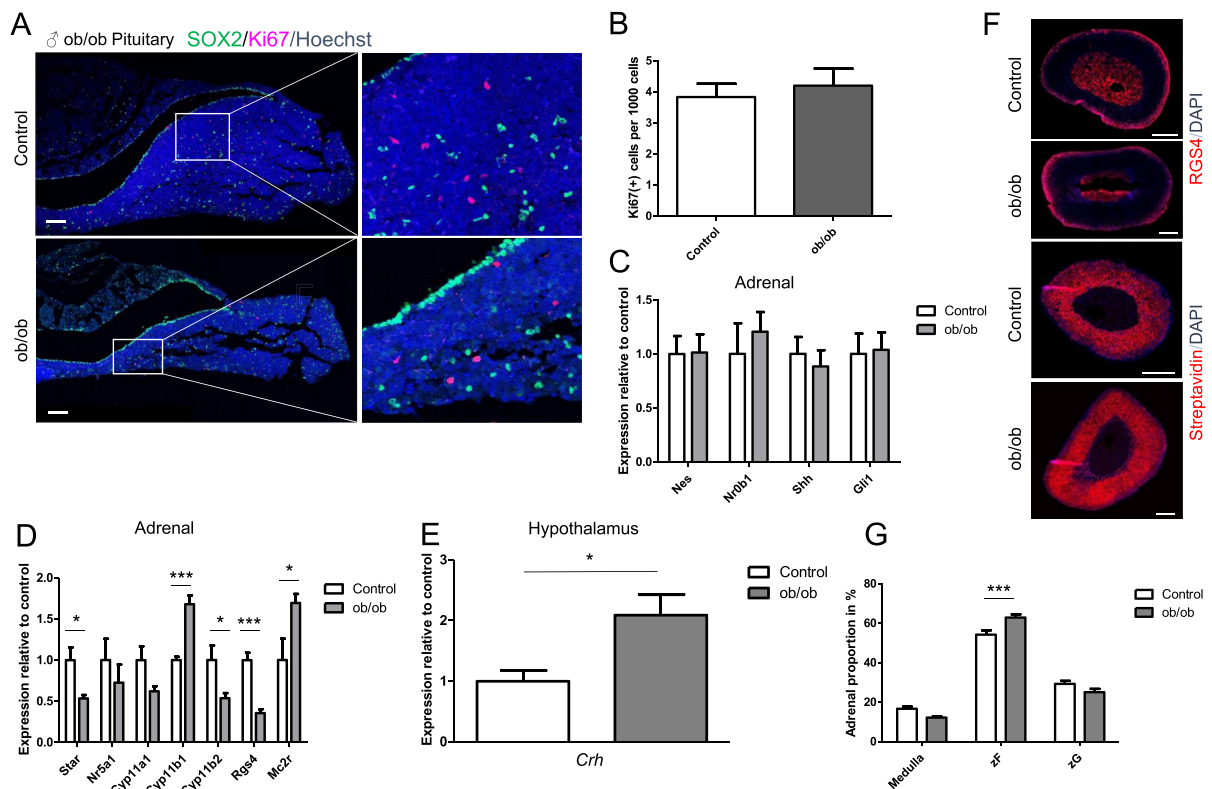 A
♂ ob/ob Pituitary SOX2/Ki67/Hoechst
Control
ob/ob
B
Ki67(+) cells per 1000 cells
5
4
3
2
1
0
Control
ob/ob
C
Adrenal
Expression relative to control
1.5
1.0
0.5
0.0
Control
ob/ob
Nes
Nr0b1
Shh
Gli1
F
Control
ob/ob
RGS4/DAPI
Control
ob/ob
Streptavidin/DAPI
D
Adrenal
Expression relative to control
2.0
1.5
1.0
0.5
0.0
*
***
*
***
*
Control
ob/ob
Star
Nr5a1
Cyp11a1
Cyp11b1
Cyp11b2
Rgs4
Mc2r
E
Hypothalamus
Expression relative to control
3
2
1
0
*
Control
ob/ob
Crh
G
Adrenal proportion in %
80
60
40
20
0
***
Control
ob/ob
Medulla
zF
zG